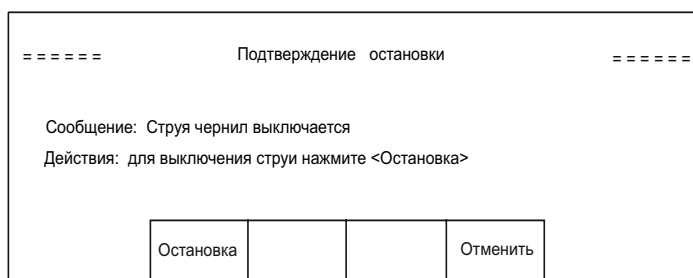 = = = = = = Подтверждение остановки = = = = = =
Сообщение: Струя чернил выключается
Действия: для выключения струи нажмите <Остановка>
Остановка Отменить